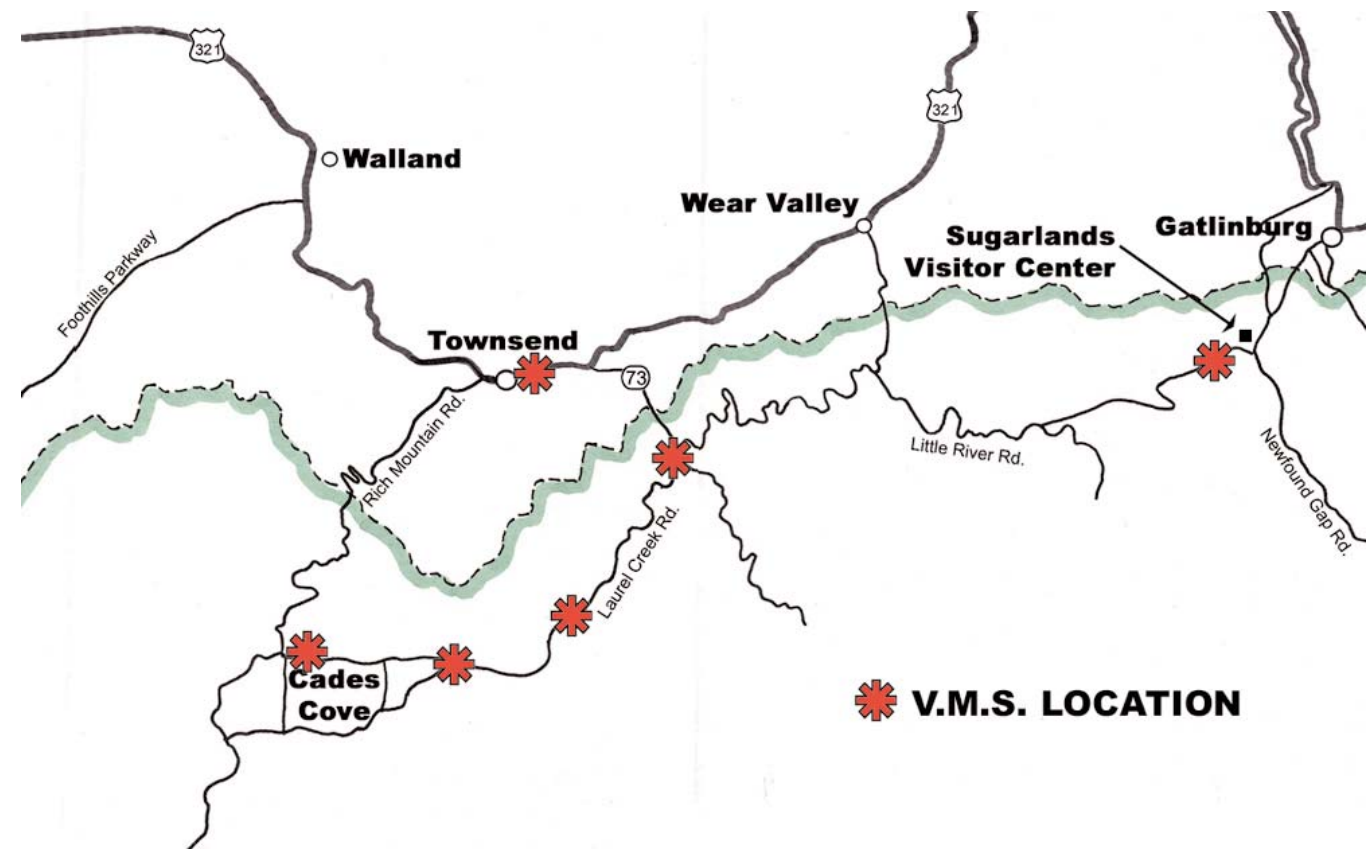 321
321
Walland
Wear Valley
Sugarlands
Visitor Center
Gatlinburg
Foothills Parkway
Townsend
73
Rich Mountain Rd.
Little River Rd.
Newfound Gap Rd.
Laurel Creek Rd.
Cades
Cove
V.M.S. LOCATION